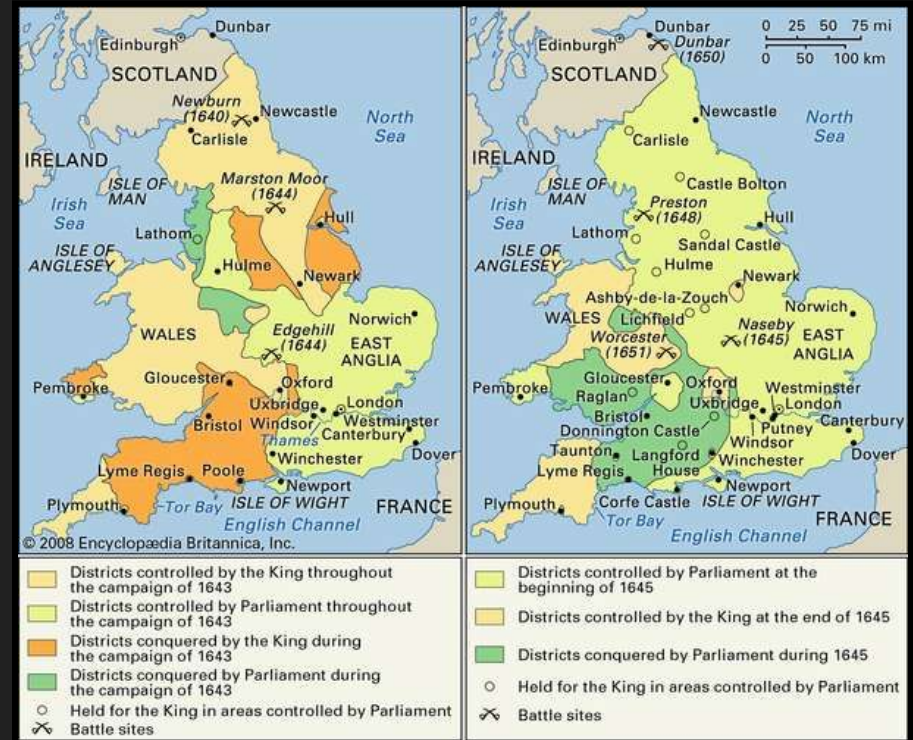 Dunbar
Edinburgh
SCOTLAND
Newburn
(1640)
Newcastle
North
Sea
Carlisle
IRELAND
ISLE OF
MAN
Marston Moor
(1644)
Irish
Sea
Lathom
Hull
ISLE OF
ANGLESEY
Hulme
Newark
WALES
Edgehill
(1644)
Norwich
EAST
ANGLIA
Pembroke
Gloucester
Oxford
Uxbridge
London
Bristol
Windsor
Westminster
Thames
Canterbury
Winchester
Dover
Lyme Regis
Poole
Newport
Plymouth
Tor Bay
ISLE OF WIGHT
FRANCE
English Channel
© 2008 Encyclopædia Britannica, Inc.
Districts controlled by the King throughout
the campaign of 1643
Districts controlled by Parliament throughout
the campaign of 1643
Districts conquered by the King during
the campaign of 1643
Districts conquered by Parliament during
the campaign of 1643
Held for the King in areas controlled by Parliament
Battle sites
Dunbar
Edinburgh
Dunbar
(1650)
0 25 50 75 mi
0 50 100 km
SCOTLAND
Newcastle
North
Sea
Carlisle
IRELAND
ISLE OF
MAN
Castle Bolton
Preston
(1648)
Irish
Sea
Lathom
Hull
Sandal Castle
ISLE OF
ANGLESEY
Hulme
Newark
Ashby-de-la-Zouch
Norwich
WALES
Lichfield
Worcester
(1651)
Naseby
(1645)
EAST
ANGLIA
Pembroke
Gloucester
Oxford
Westminster
Raglan
Uxbridge
London
Bristol
Putney
Canterbury
Donnington Castle
Windsor
Taunton
Langford
House
Winchester
Dover
Lyme Regis
Newport
Plymouth
Corfe Castle
ISLE OF WIGHT
Tor Bay
FRANCE
English Channel
Districts controlled by Parliament at the
beginning of 1645
Districts controlled by the King at the end of 1645
Districts conquered by Parliament during 1645
Held for the King in areas controlled by Parliament
Battle sites